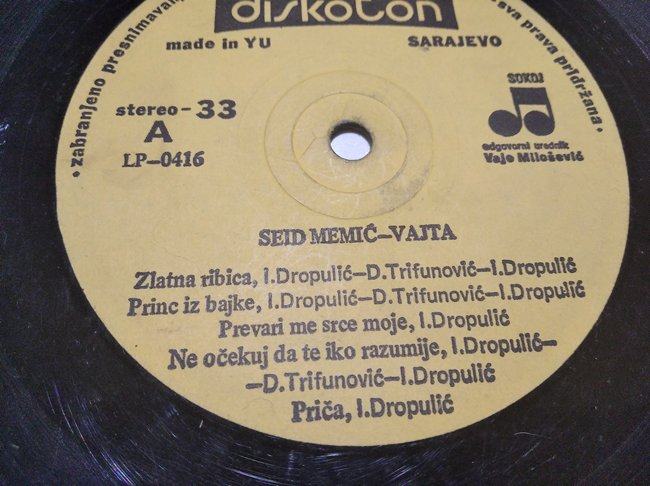 diskoton
made in YU
SARAJEVO
• zabranjeno presnimavanje
sva prava pridržana •
stereo-33
A
LP-0416
SOKOJ
odgovorni urednik
Vojo Milošević
SEID MEMIĆ-VAJTA
Zlatna ribica, I.Dropulić-D.Trifunović-I.Dropulić
Princ iz bajke, I.Dropulić-D.Trifunović-I.Dropulić
Prevari me srce moje, I.Dropulić
Ne očekuj da te iko razumije, I.Dropulić-
-D.Trifunović-I.Dropulić
Priča, I.Dropulić